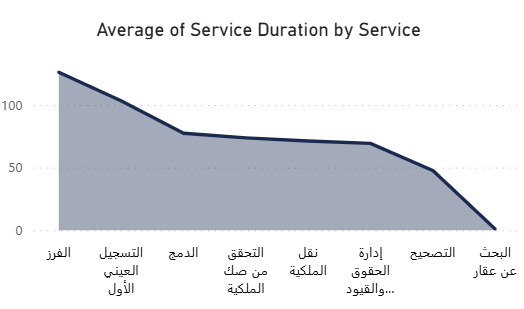 Average of Service Duration by Service
100
50
0
الفرز
التسجيل
العيني
الأول
الدمج
التحقق
من صك
الملكية
نقل
الملكية
إدارة
الحقوق
والقيود...
التصحيح
البحث
عن عقار